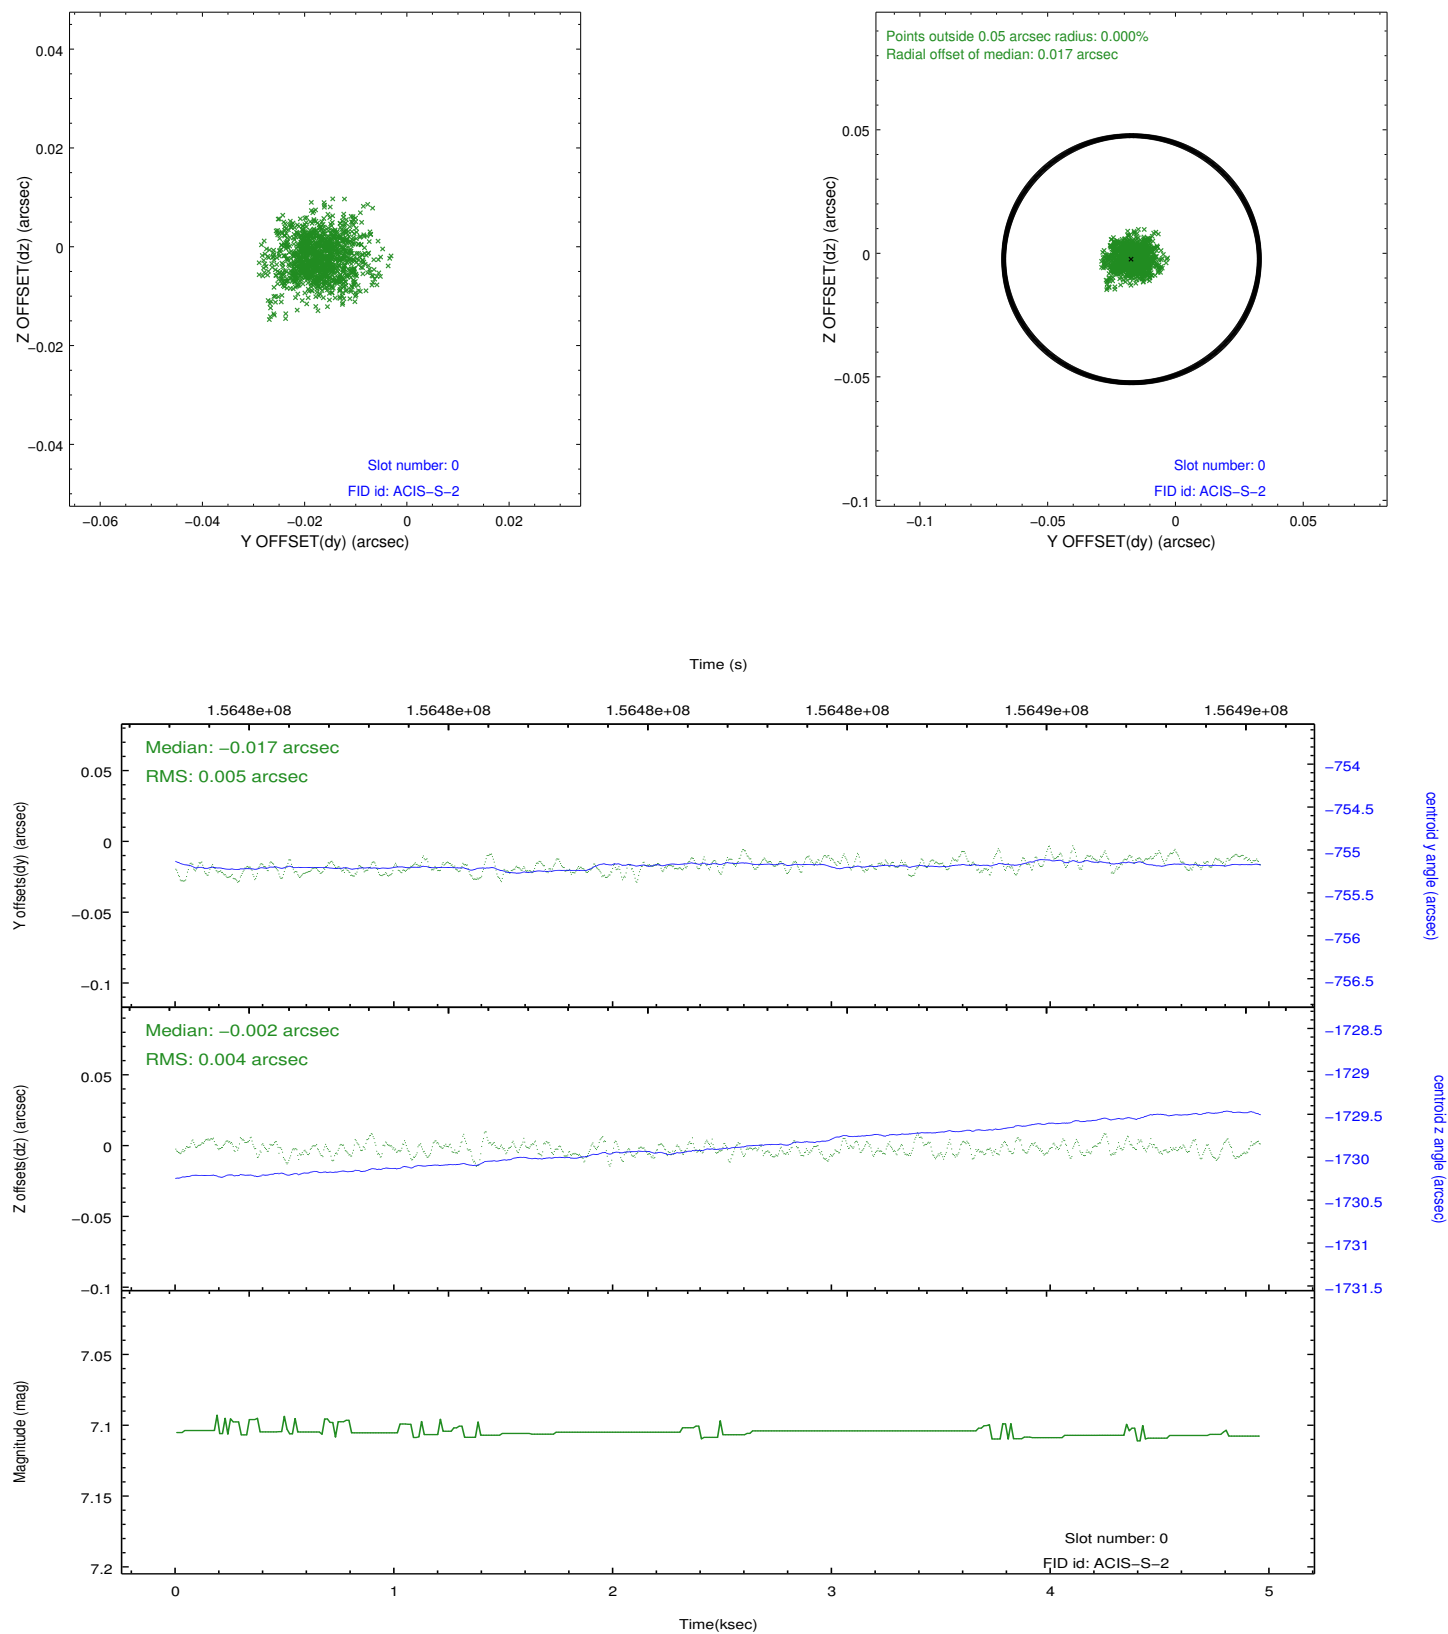 0.04
0.02
0
−0.02
−0.04
Z OFFSET(dz) (arcsec)
Slot number: 0
FID id: ACIS−S−2
−0.06
−0.04
−0.02
0
0.02
Y OFFSET(dy) (arcsec)
Points outside 0.05 arcsec radius: 0.000%
Radial offset of median: 0.017 arcsec
0.05
0
−0.05
−0.1
Z OFFSET(dz) (arcsec)
Slot number: 0
FID id: ACIS−S−2
−0.1
−0.05
0
0.05
Y OFFSET(dy) (arcsec)
Time (s)
1.5648e+08
1.5648e+08
1.5648e+08
1.5648e+08
1.5649e+08
1.5649e+08
Median: −0.017 arcsec
RMS: 0.005 arcsec
0.05
0
−0.05
−0.1
Y offsets(dy) (arcsec)
−754
−754.5
−755
−755.5
−756
−756.5
centroid y angle (arcsec)
Median: −0.002 arcsec
RMS: 0.004 arcsec
0.05
0
−0.05
−0.1
Z offsets(dz) (arcsec)
−1728.5
−1729
−1729.5
−1730
−1730.5
−1731
−1731.5
centroid z angle (arcsec)
7.05
7.1
7.15
7.2
Magnitude (mag)
Slot number: 0
FID id: ACIS−S−2
0
1
2
3
4
5
Time(ksec)